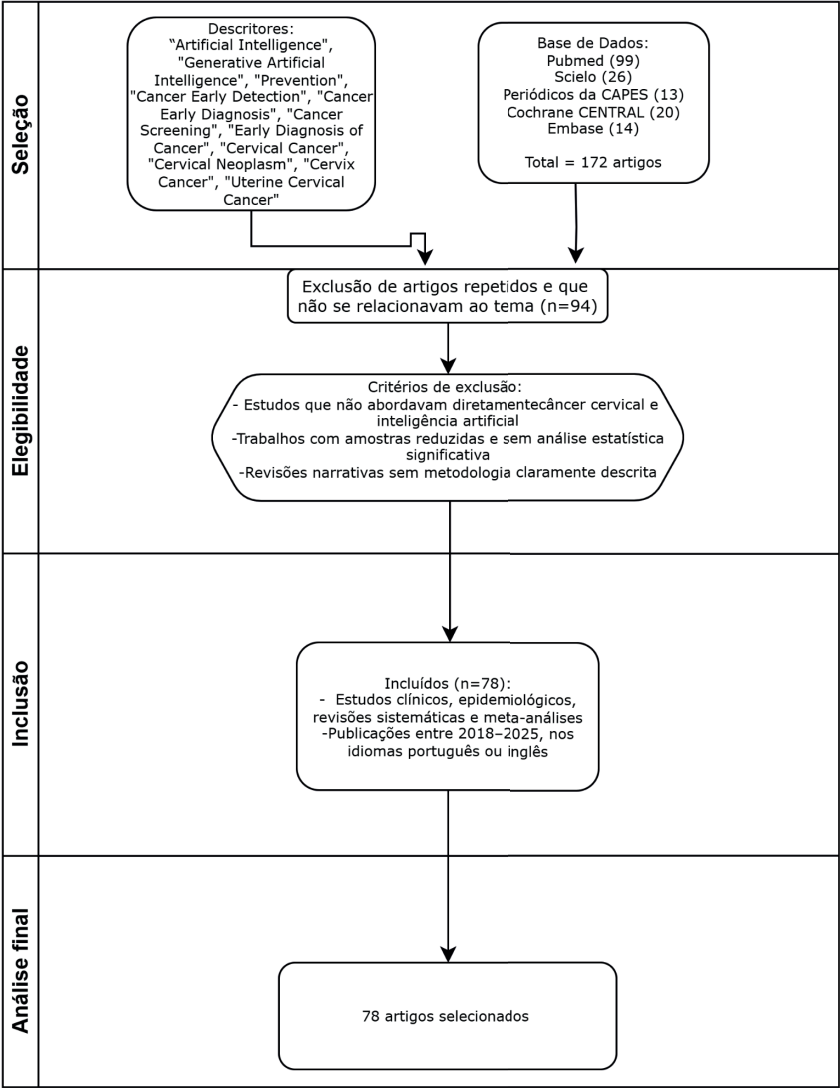 Seleção
Descritores:
“Artificial Intelligence",
"Generative Artificial
Intelligence", "Prevention",
"Cancer Early Detection", "Cancer
Early Diagnosis", "Cancer
Screening", "Early Diagnosis of
Cancer", "Cervical Cancer",
"Cervical Neoplasm", "Cervix
Cancer", "Uterine Cervical
Cancer"
Base de Dados:
Pubmed (99)
Scielo (26)
Periódicos da CAPES (13)
Cochrane CENTRAL (20)
Embase (14)
Total = 172 artigos
Elegibilidade
Exclusão de artigos repetidos e que
não se relacionavam ao tema (n=94)
Critérios de exclusão:
- Estudos que não abordavam diretamentecâncer cervical e
inteligência artificial
-Trabalhos com amostras reduzidas e sem análise estatística
significativa
-Revisões narrativas sem metodologia claramente descrita
Inclusão
Incluídos (n=78):
- Estudos clínicos, epidemiológicos,
revisões sistemáticas e meta-análises
-Publicações entre 2018–2025, nos
idiomas português ou inglês
Análise final
78 artigos selecionados